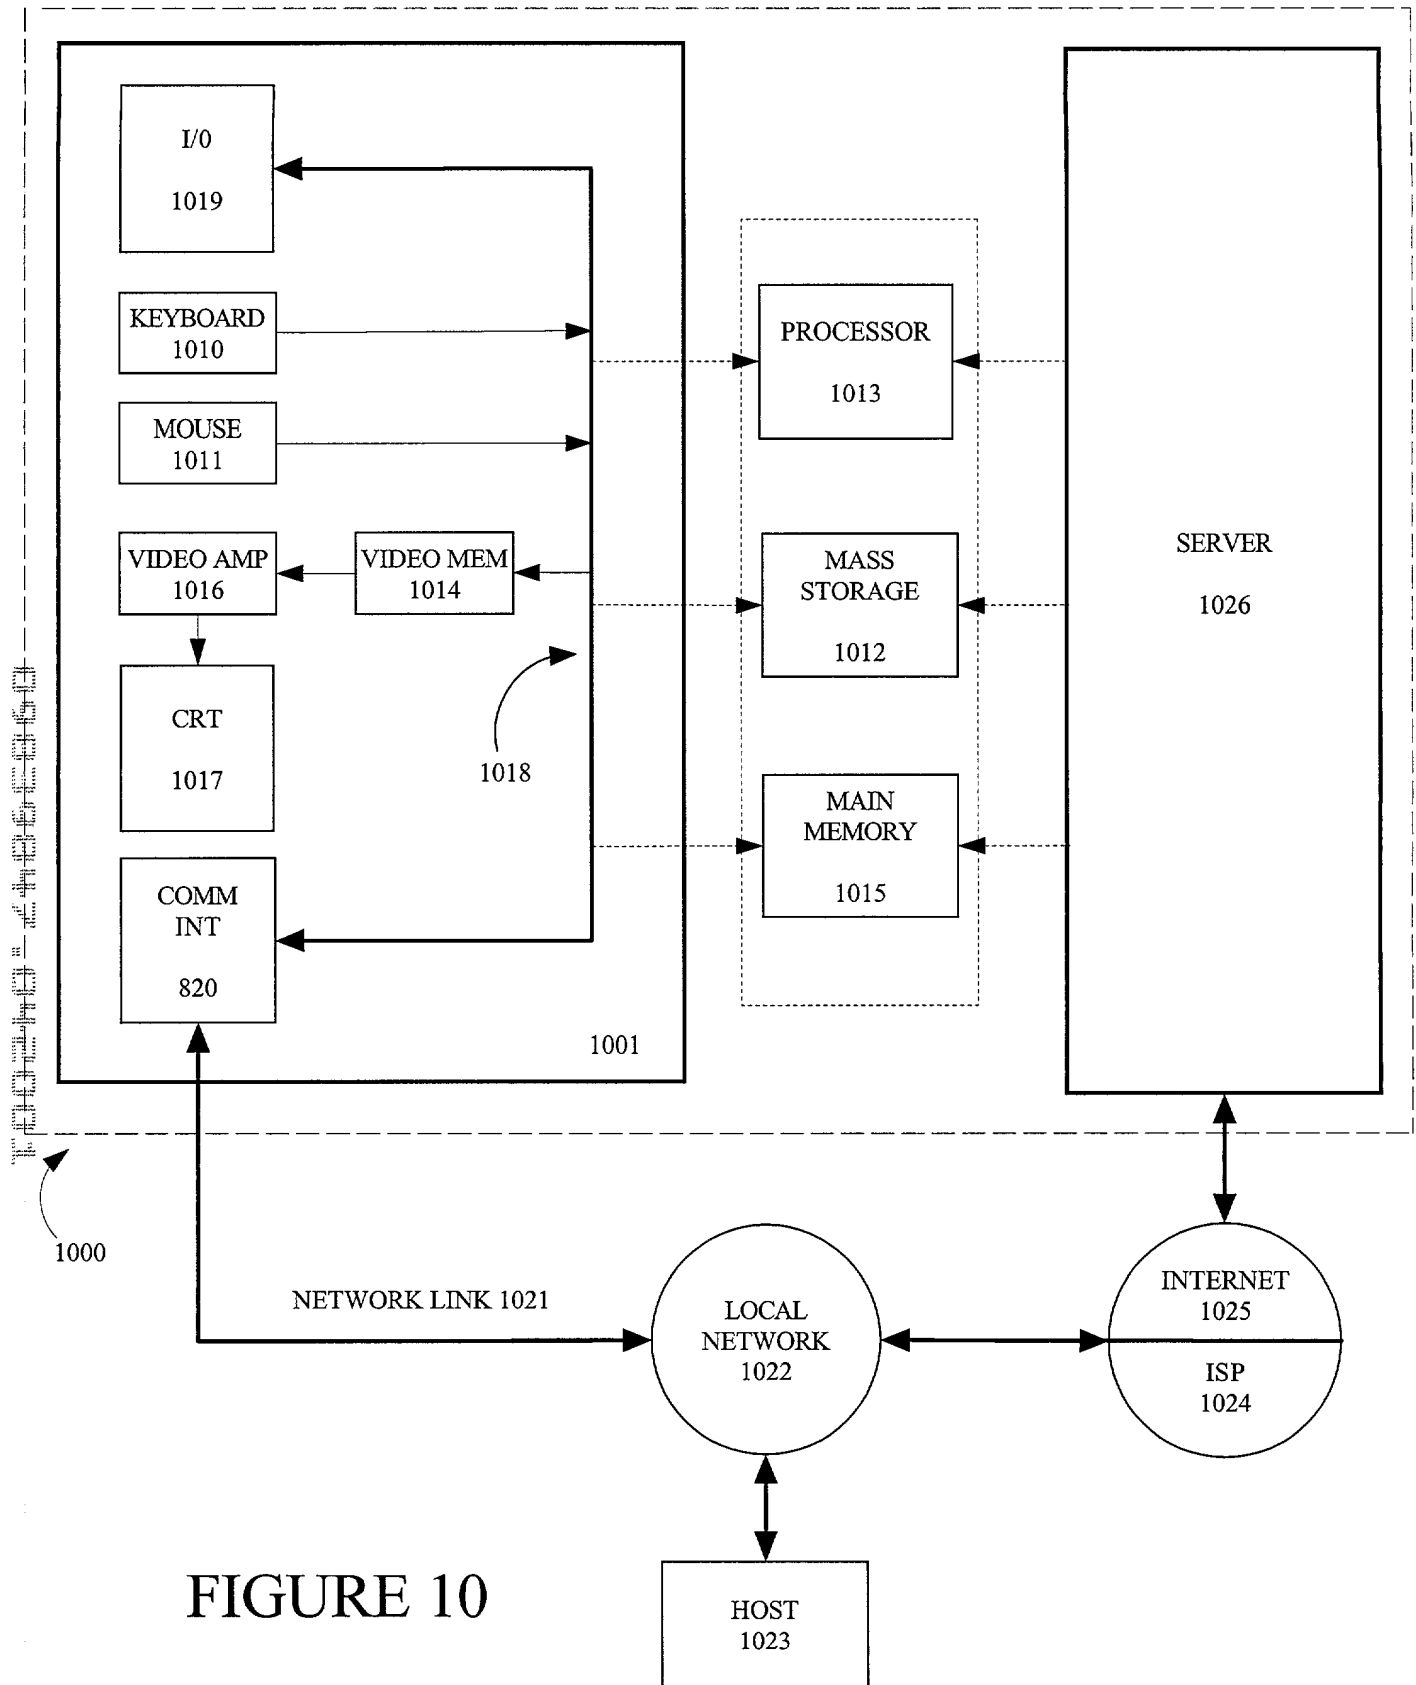 I/0
1019
KEYBOARD
1010
MOUSE
1011
VIDEO AMP
1016
VIDEO MEM
1014
CRT
1017
1018
COMM
INT
820
1001
PROCESSOR
1013
MASS
STORAGE
1012
MAIN
MEMORY
1015
SERVER
1026
1000
NETWORK LINK 1021
LOCAL
NETWORK
1022
INTERNET
1025
ISP
1024
HOST
1023
FIGURE 10